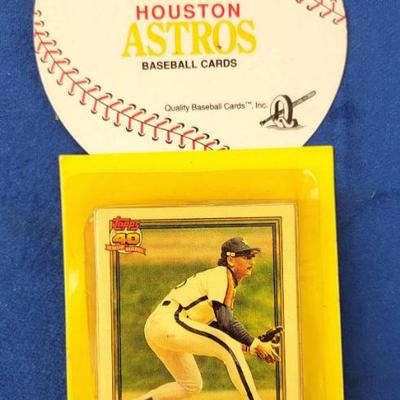 HOUSTON
ASTROS
BASEBALL CARDS
Quality Baseball Cards™, Inc.
Topps
40